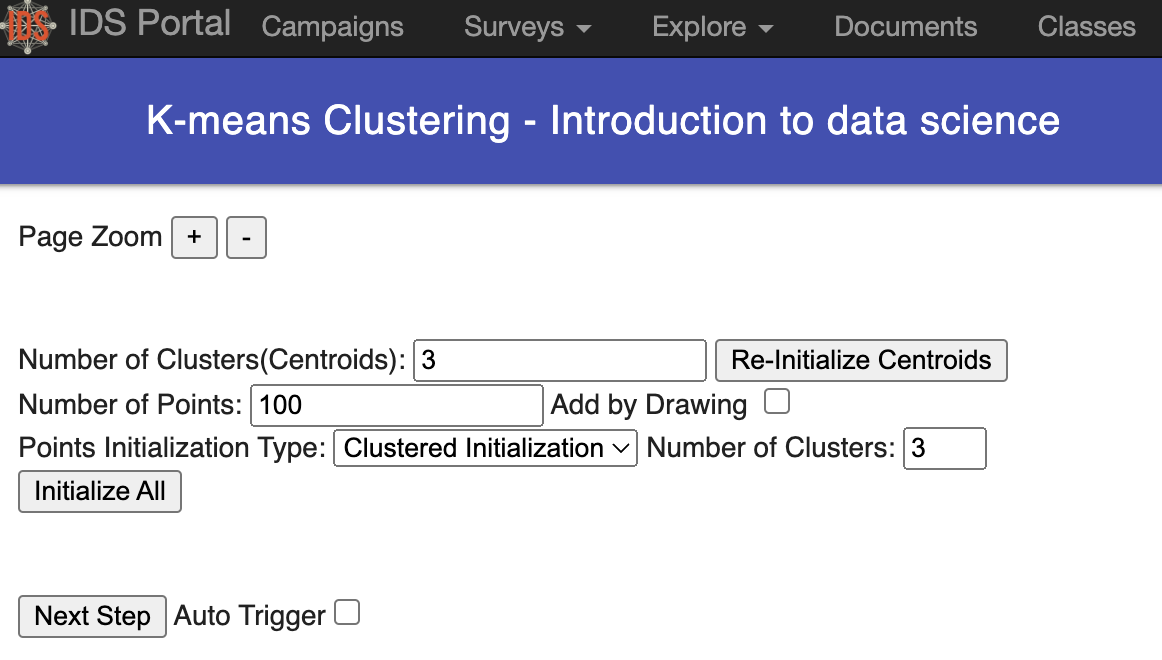 IDS IDS Portal Campaigns Surveys Explore Documents Classes
K-means Clustering - Introduction to data science
Page Zoom + -
Number of Clusters(Centroids): 3 Re-Initialize Centroids
Number of Points: 100 Add by Drawing
Points Initialization Type: Clustered Initialization Number of Clusters: 3
Initialize All
Next Step Auto Trigger